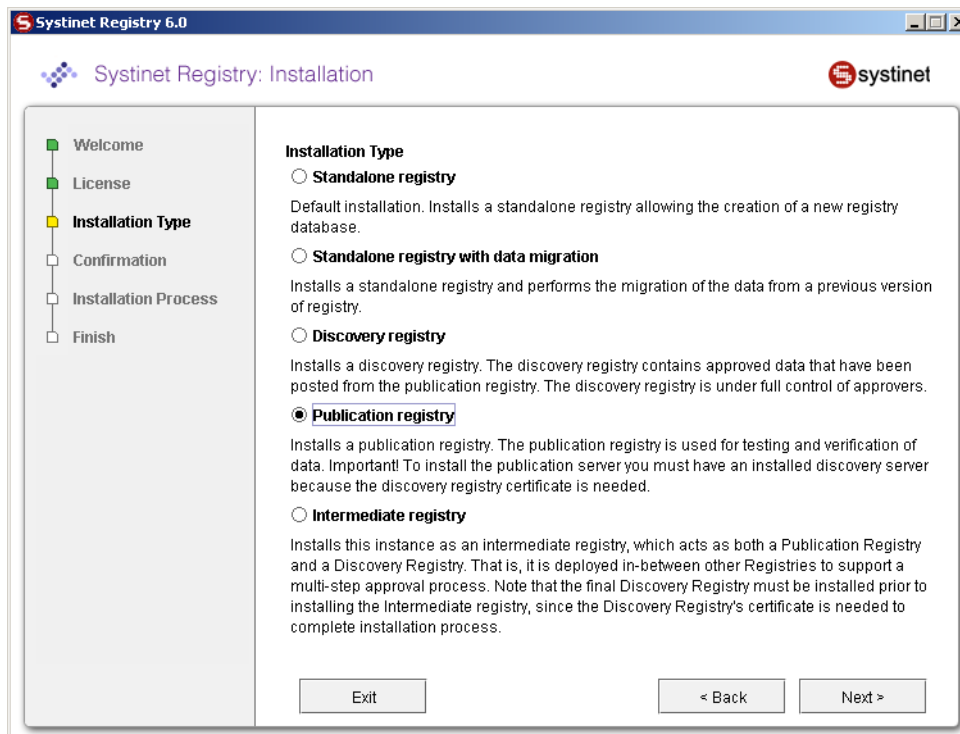 Systinet Registry 6.0
Systinet Registry: Installation
systinet
Welcome
License
Installation Type
Confirmation
Installation Process
Finish
Installation Type
Standalone registry
Default installation. Installs a standalone registry allowing the creation of a new registry
database.
Standalone registry with data migration
Installs a standalone registry and performs the migration of the data from a previous version
of registry.
Discovery registry
Installs a discovery registry. The discovery registry contains approved data that have been
posted from the publication registry. The discovery registry is under full control of approvers.
Publication registry
Installs a publication registry. The publication registry is used for testing and verification of
data. Important! To install the publication server you must have an installed discovery server
because the discovery registry certificate is needed.
Intermediate registry
Installs this instance as an intermediate registry, which acts as both a Publication Registry
and a Discovery Registry. That is, it is deployed in-between other Registries to support a
multi-step approval process. Note that the final Discovery Registry must be installed prior to
installing the Intermediate registry, since the Discovery Registry's certificate is needed to
complete installation process.
Exit
< Back
Next >